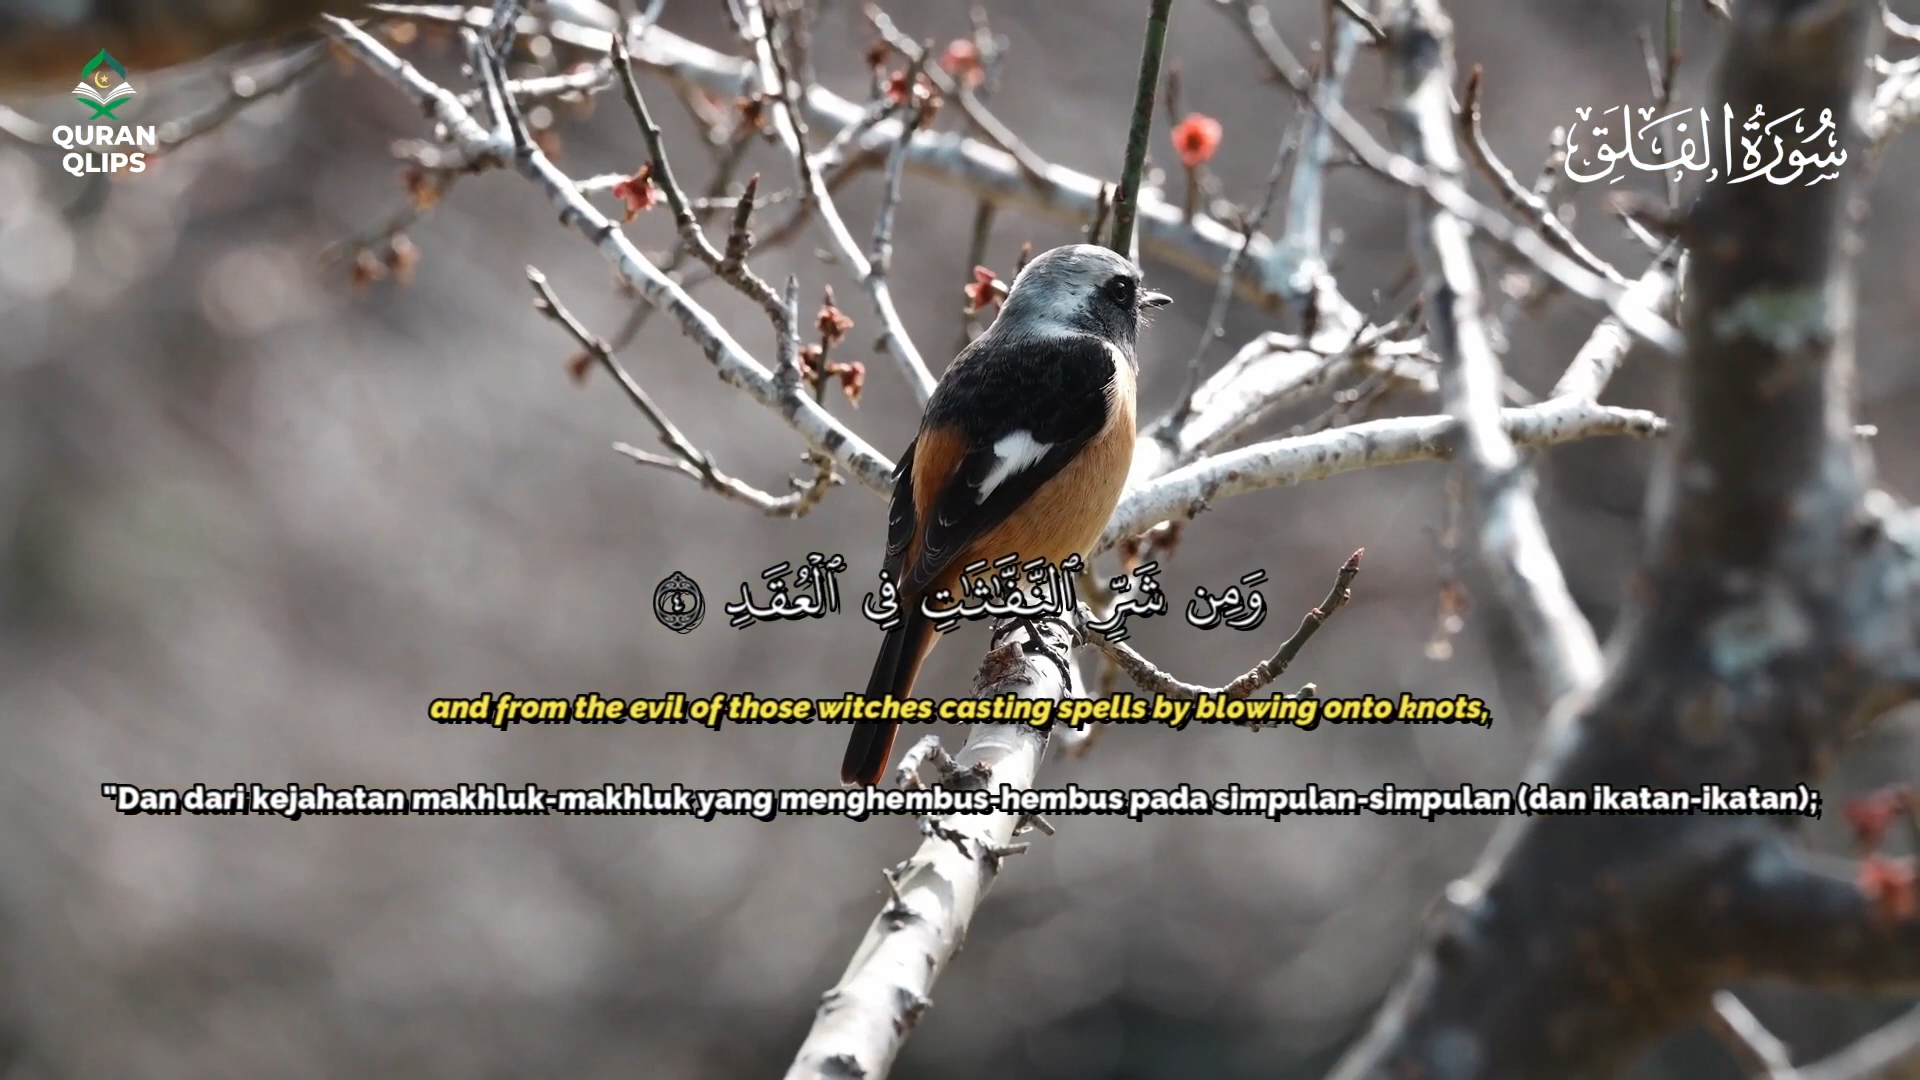 QURAN
QLIPS
سُورَةُ الفَلَقِ
وَمِن شَرِّ ٱلنَّفَّـٰثَـٰتِ فِى ٱلْعُقَدِ ٤
and from the evil of those witches casting spells by blowing onto knots,
"Dan dari kejahatan makhluk-makhluk yang menghembus-hembus pada simpulan-simpulan (dan ikatan-ikatan);